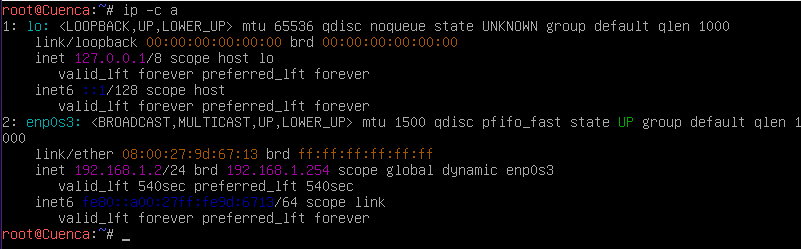 root@Cuenca:~# ip -c a
1: lo: <LOOPBACK,UP,LOWER_UP> mtu 65536 qdisc noqueue state UNKNOWN group default qlen 1000
    link/loopback 00:00:00:00:00:00 brd 00:00:00:00:00:00
    inet 127.0.0.1/8 scope host lo
       valid_lft forever preferred_lft forever
    inet6 ::1/128 scope host
       valid_lft forever preferred_lft forever
2: enp0s3: <BROADCAST,MULTICAST,UP,LOWER_UP> mtu 1500 qdisc pfifo_fast state UP group default qlen 1
000
    link/ether 08:00:27:9d:67:13 brd ff:ff:ff:ff:ff:ff
    inet 192.168.1.2/24 brd 192.168.1.254 scope global dynamic enp0s3
       valid_lft 540sec preferred_lft 540sec
    inet6 fe80::a00:27ff:fe9d:6713/64 scope link
       valid_lft forever preferred_lft forever
root@Cuenca:~# _